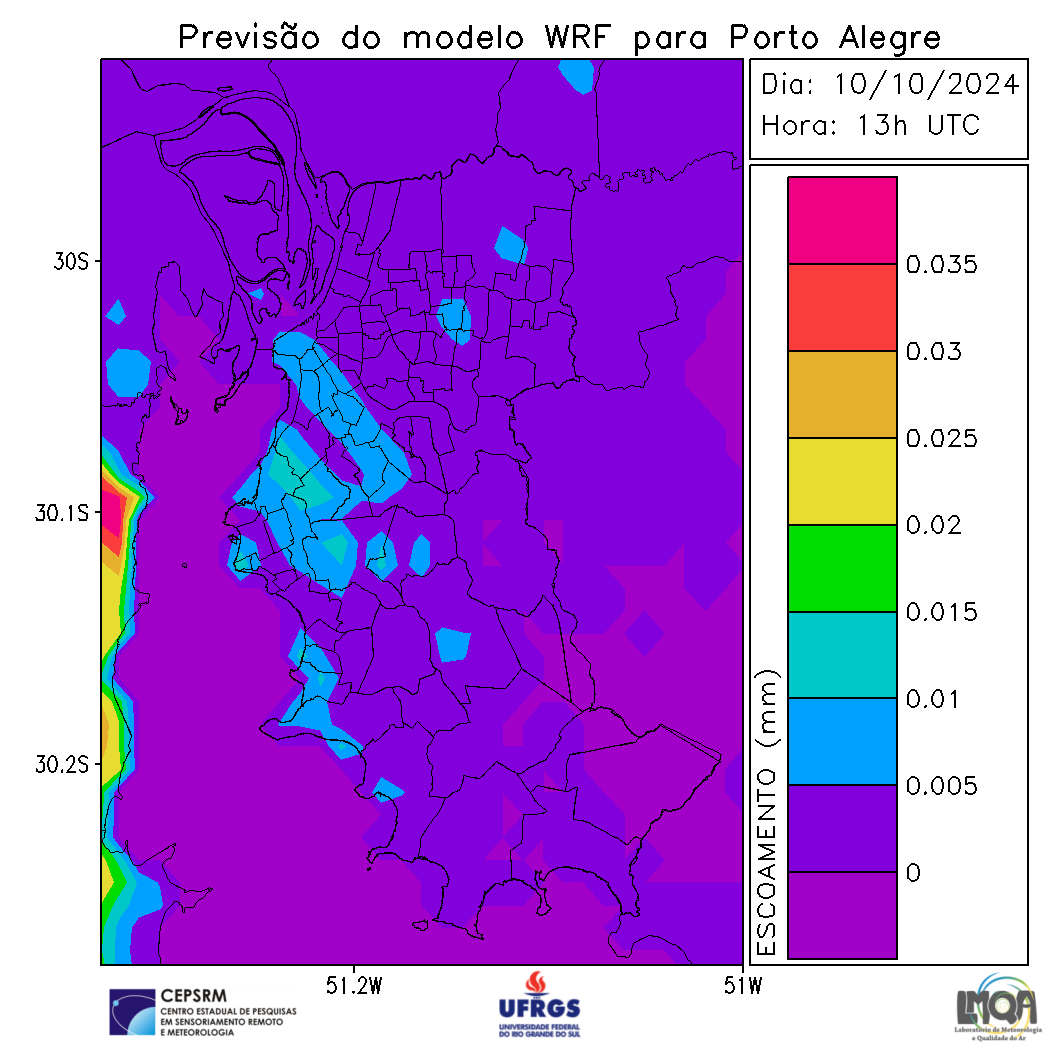 Previsão do modelo WRF para Porto Alegre
Dia: 10/10/2024
Hora: 13h UTC
30S
30.1S
30.2S
51.2W
51W
0.035
0.03
0.025
0.02
0.015
0.01
0.005
0
ESCOAMENTO (mm)
CEPSRM
CENTRO ESTADUAL DE PESQUISAS
EM SENSORIAMENTO REMOTO
E METEOROLOGIA
UFRGS
UNIVERSIDADE FEDERAL
DO RIO GRANDE DO SUL
LMQA
Laboratório de Meteorologia
e Qualidade do Ar